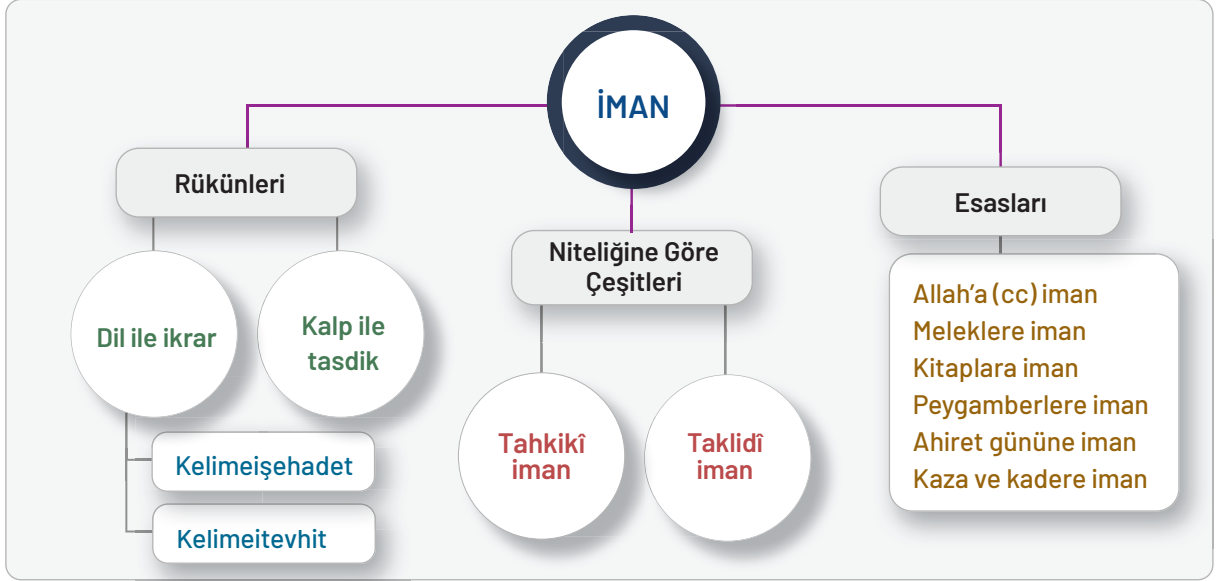 İMAN
Rükünleri
Dil ile ikrar
Kalp ile
tasdik
Kelimeişehadet
Kelimeitevhit
Niteliğine Göre
Çeşitleri
Tahkikî
iman
Taklidî
iman
Esasları
Allah’a (cc) iman
Meleklere iman
Kitaplara iman
Peygamberlere iman
Ahiret gününe iman
Kaza ve kadere iman